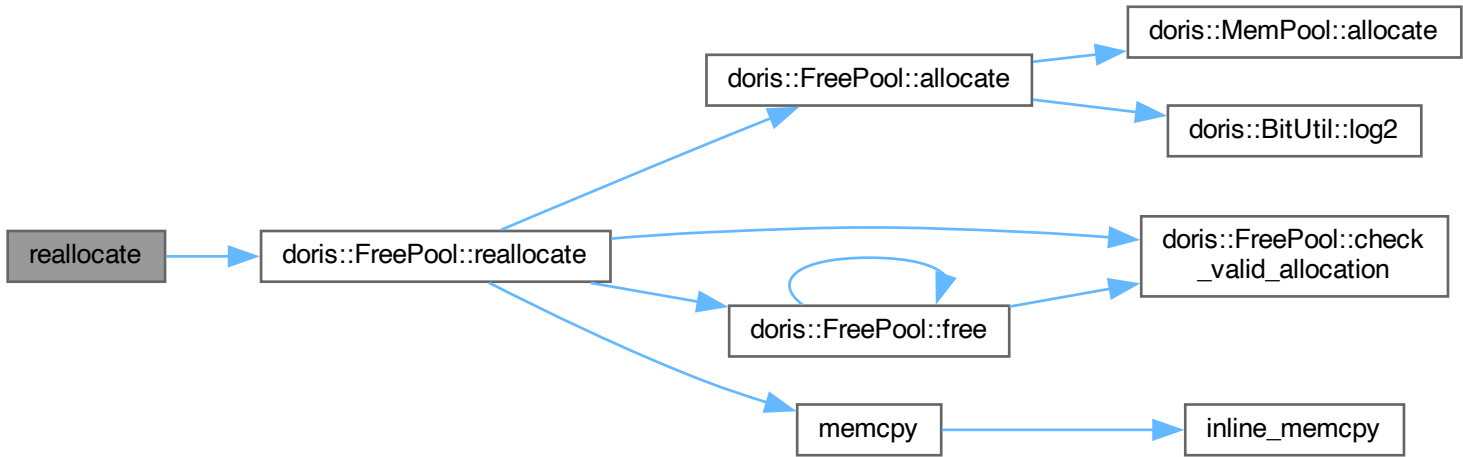 reallocate
doris::FreePool::reallocate
doris::FreePool::allocate
doris::MemPool::allocate
doris::BitUtil::log2
doris::FreePool::check
_valid_allocation
doris::FreePool::free
memcpy
inline_memcpy